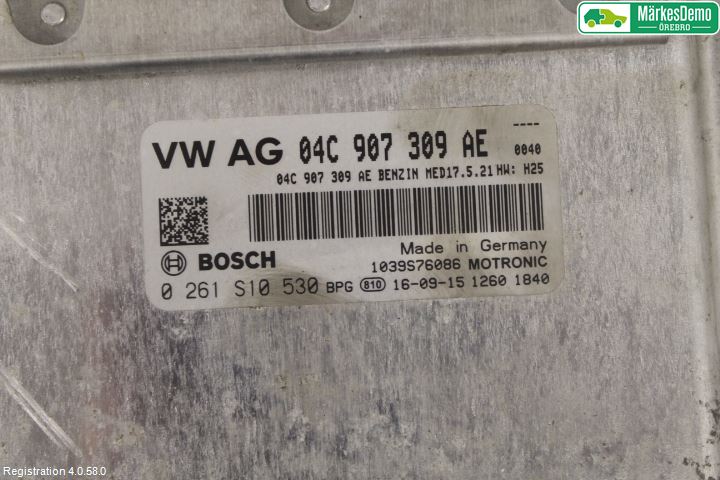 MärkesDemo
ÖREBRO
VW AG 04C 907 309 AE ----
0040
04C 907 309 AE BENZIN MED17.5.21 HW: H25
Made in Germany
BOSCH 1039S76086 MOTRONIC
0 261 S10 530 BPG 810 16-09-15 1260 1840
Registration 4.0.58.0